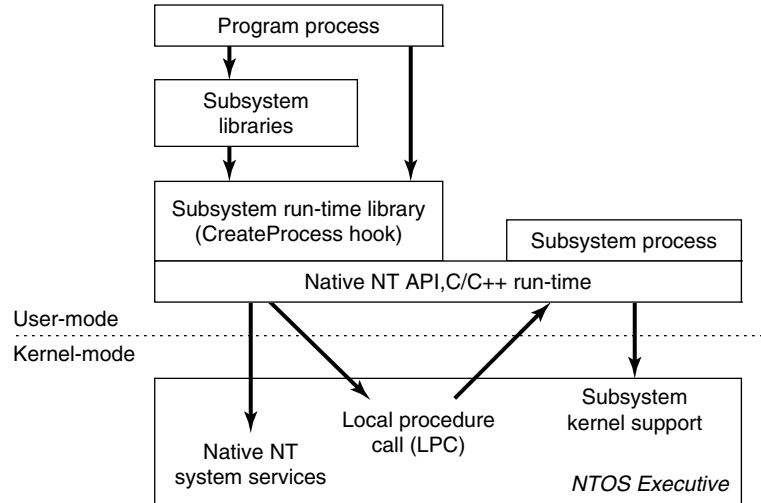 Program process
Subsystem
libraries
Subsystem run-time library
(CreateProcess hook)
Subsystem process
Native NT API,C/C++ run-time
User-mode
Kernel-mode
Subsystem
kernel support
Local procedure
call (LPC)
Native NT
system services
NTOS Executive